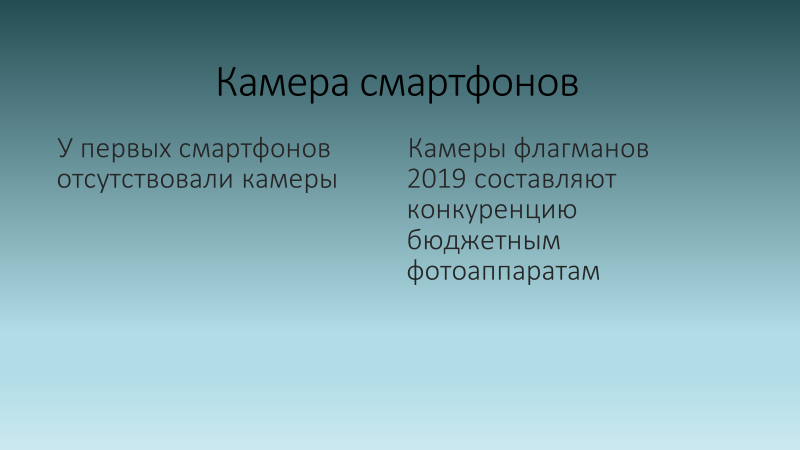 Камера смартфонов
У первых смартфонов
отсутствовали камеры
Камеры флагманов
2019 составляют
конкуренцию
бюджетным
фотоаппаратам